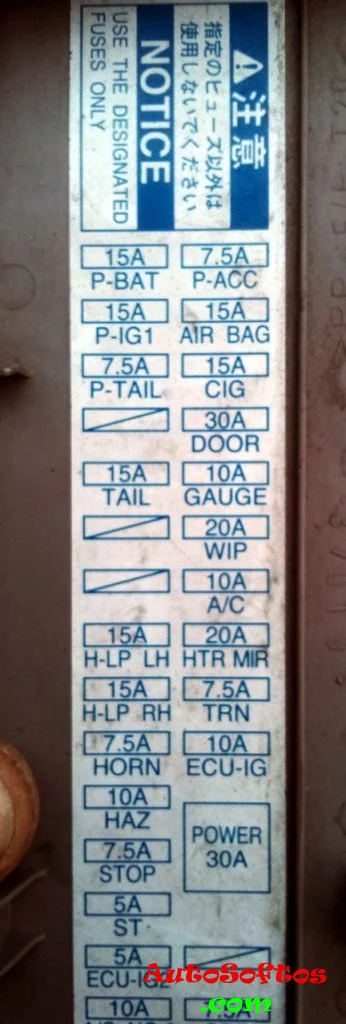 ⚠注意
指定のヒューズ以外は
使用しないでください
NOTICE
USE THE DESIGNATED
FUSES ONLY
15A 7.5A
P-BAT P-ACC
15A 15A
P-IG1 AIR BAG
7.5A 15A
P-TAIL CIG
30A
DOOR
15A 10A
TAIL GAUGE
20A
WIP
10A
A/C
15A 20A
H-LP LH HTR MIR
15A 7.5A
H-LP RH TRN
7.5A 10A
HORN ECU-IG
10A
HAZ
POWER
30A
7.5A
STOP
5A
ST
5A
AutoSoftos
.com
10A 7.5A